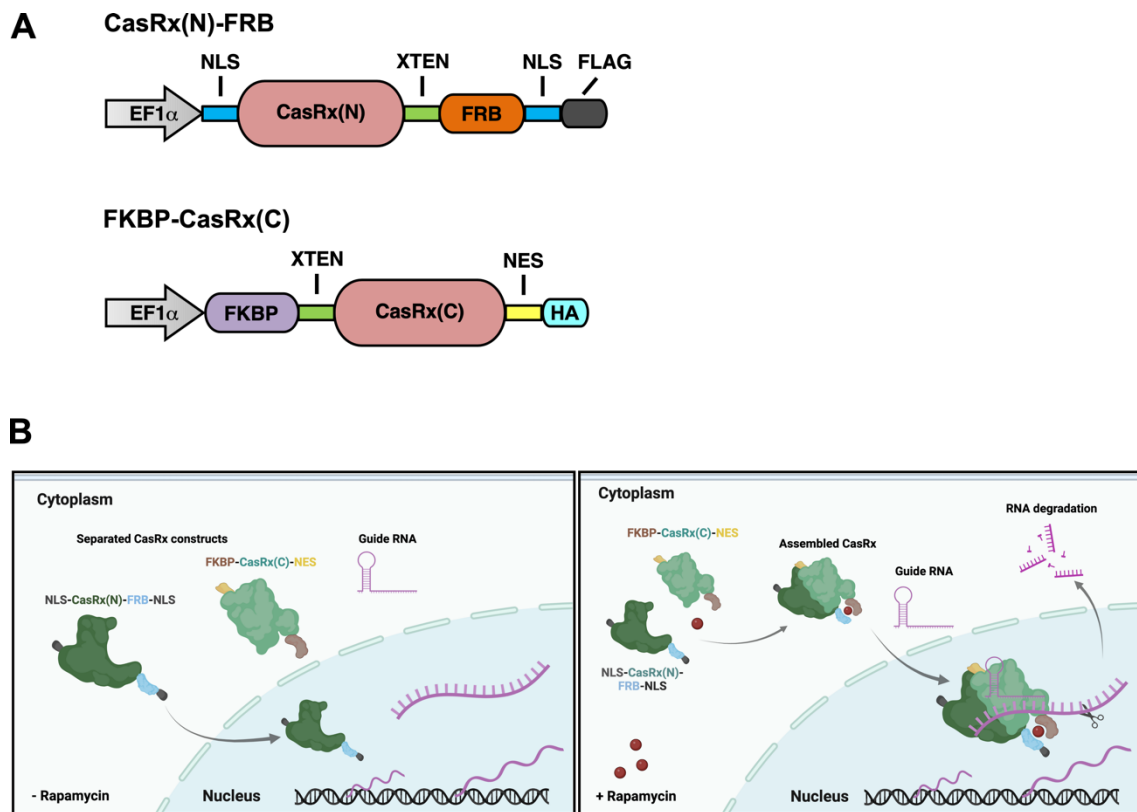 A
CasRx(N)-FRB
NLS
XTEN
NLS
FLAG
EF1α
CasRx(N)
FRB
FKBP-CasRx(C)
XTEN
NES
EF1α
FKBP
CasRx(C)
HA
B
Cytoplasm
Separated CasRx constructs
Guide RNA
FKBP-CasRx(C)-NES
NLS-CasRx(N)-FRB-NLS
- Rapamycin
Nucleus
Cytoplasm
RNA degradation
FKBP-CasRx(C)-NES
Assembled CasRx
Guide RNA
NLS-CasRx(N)-
FRB-NLS
+ Rapamycin
Nucleus